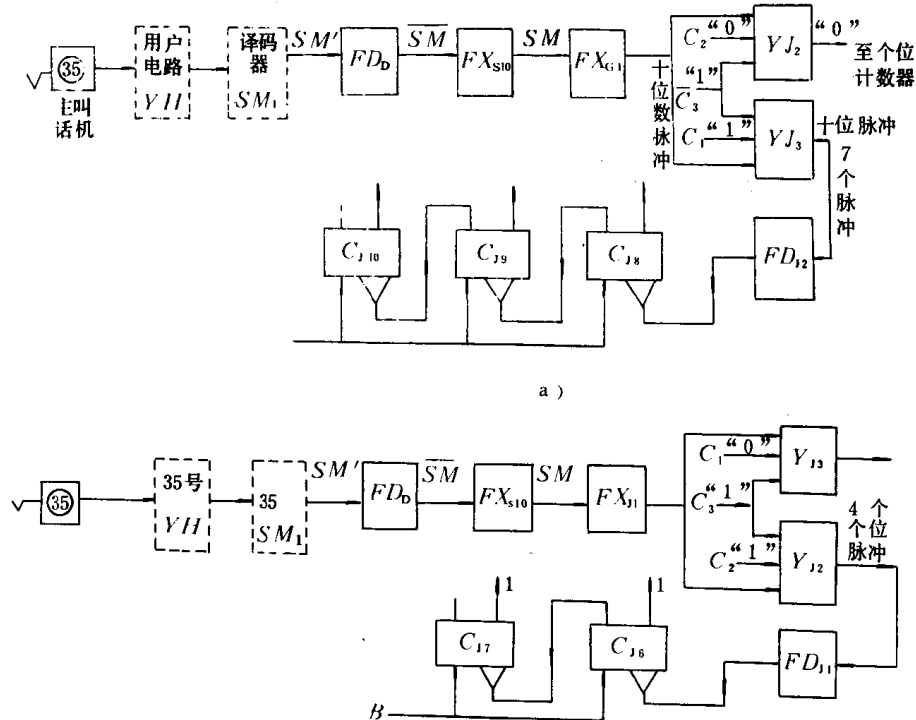 ㉟
主叫
话机
用户
电路
YH
译码
器
SM₁
SM′
FD_D
S̅M̅
FX_S10
SM
FX_G1
十位数脉冲
C₂“0”
“1”
C̅₃
C₁“1”
YJ₂
“0”
至个位
计数器
YJ₃
十位脉冲
7个脉冲
C_J10
C_J9
C_J8
FD_J2
a）
㉟
35号
YH
35
SM₁
SM′
FD_D
S̅M̅
FX_S10
SM
FX_J1
C₁“0”
C₃“1”
C₂“1”
Y_J3
Y_J2
4个
个位
脉冲
1
1
C_J7
C_J6
FD_J1
B